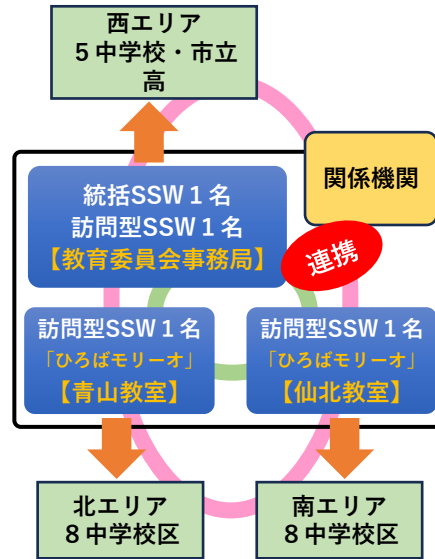 西エリア
５中学校・市立
高
関係機関
統括SSW１名
訪問型SSW１名
【教育委員会事務局】
連携
訪問型SSW１名
「ひろばモリーオ」
【青山教室】
訪問型SSW１名
「ひろばモリーオ」
【仙北教室】
北エリア
８中学校区
南エリア
８中学校区